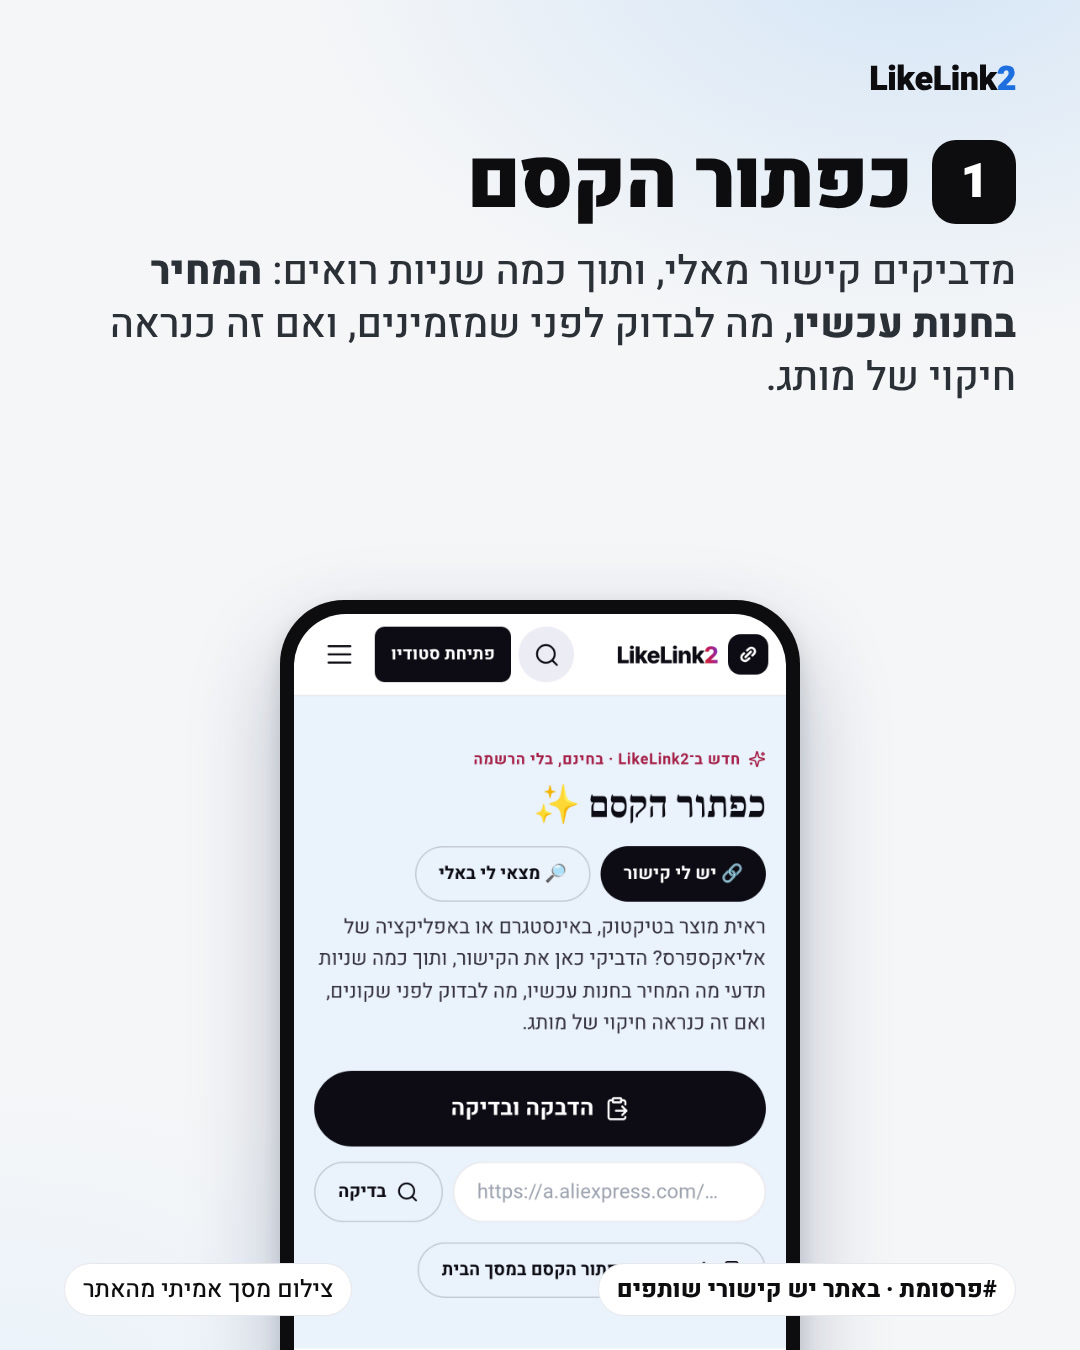 LikeLink2
1 כפתור הקסם
מדביקים קישור מאלי, ותוך כמה שניות רואים: המחיר
בחנות עכשיו, מה לבדוק לפני שמזמינים, ואם זה כנראה
חיקוי של מותג.
LikeLink2
פתיחת סטודיו
חדש ב־LikeLink2 · בחינם, בלי הרשמה
כפתור הקסם ✨
🔗 יש לי קישור
🔎 מצאי לי באלי
ראית מוצר בטיקטוק, באינסטגרם או באפליקציה של
אליאקספרס? הדביקי כאן את הקישור, ותוך כמה שניות
תדעי מה המחיר בחנות עכשיו, מה לבדוק לפני שקונים,
ואם זה כנראה חיקוי של מותג.
הדבקה ובדיקה
https://a.aliexpress.com/…
בדיקה
הקסם במסך הבית
#פרסומת · באתר יש קישורי שותפים
צילום מסך אמיתי מהאתר